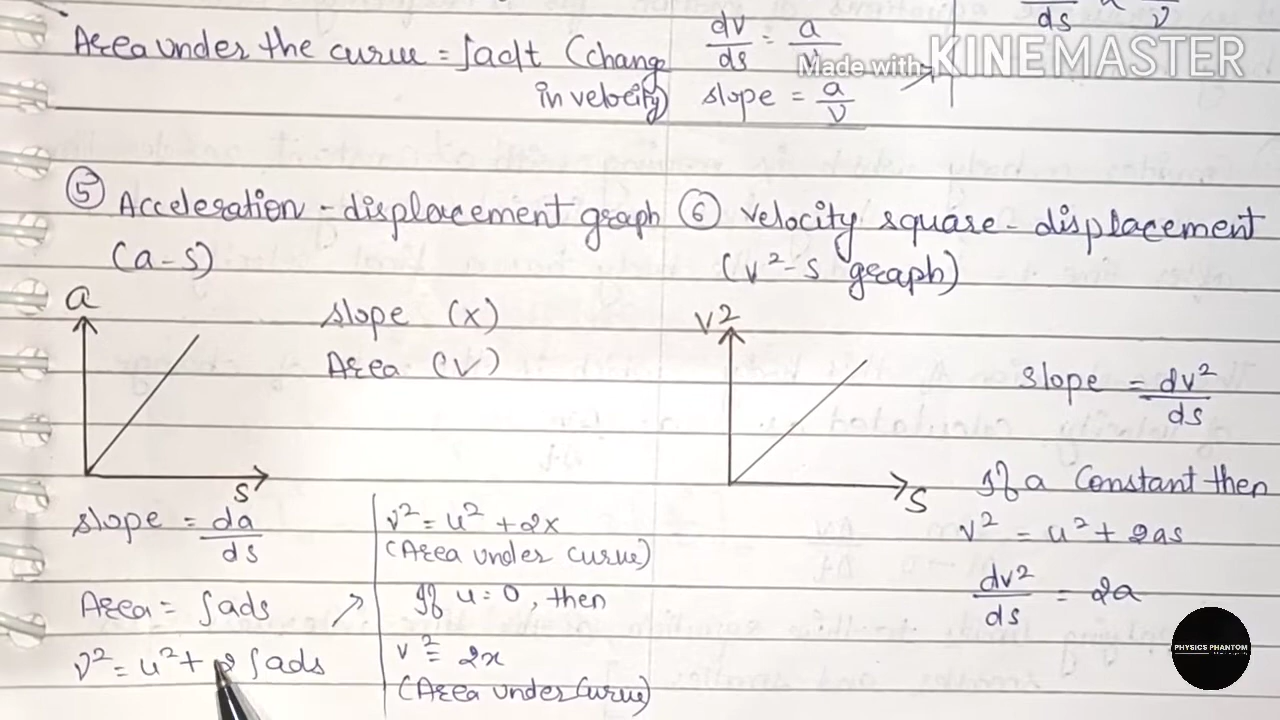 Area under the curve = ∫adt (change
in velocity)
dv/ds = a/v
slope = a/v
ds
v
Made with KINEMASTER
⑤ Acceleration - displacement graph
(a-s)
a
s
slope (x)
Area (✓)
slope = da/ds
Area = ∫ads
v² = u² + 2∫ads
v² = u² + 2x
(Area under curve)
If u = 0, then
v² = 2x
(Area under curve)
⑥ Velocity square - displacement
(v²-s graph)
v²
s
slope = dv²/ds
If a Constant then
v² = u² + 2as
dv²/ds = 2a
PHYSICS PHANTOM